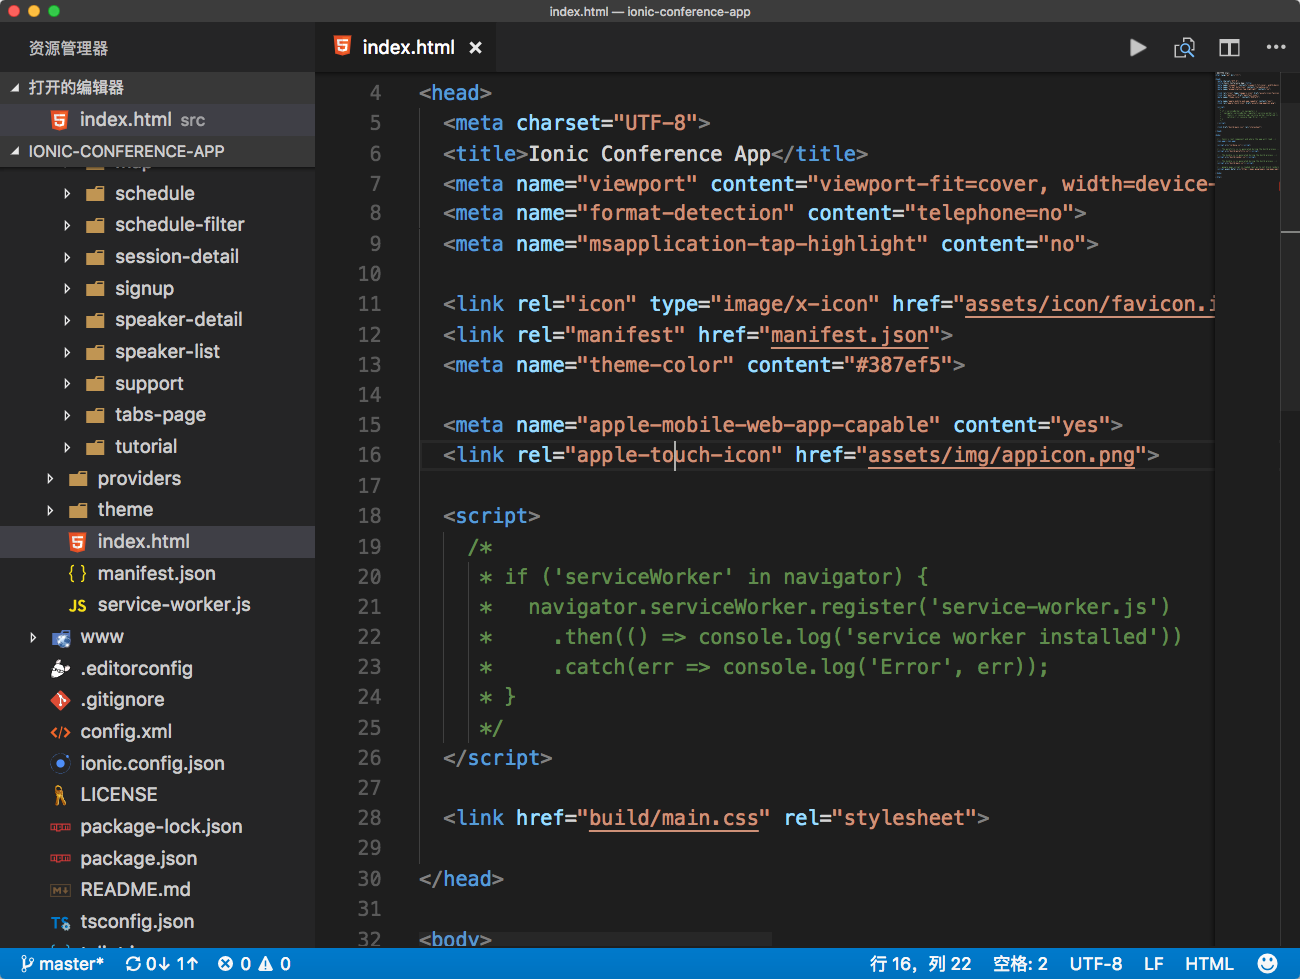 index.html — ionic-conference-app
资源管理器
打开的编辑器
index.html src
IONIC-CONFERENCE-APP
schedule
schedule-filter
session-detail
signup
speaker-detail
speaker-list
support
tabs-page
tutorial
providers
theme
index.html
{ } manifest.json
JS service-worker.js
www
.editorconfig
.gitignore
config.xml
ionic.config.json
LICENSE
package-lock.json
package.json
README.md
TS tsconfig.json
index.html ×
4 <head>
5 <meta charset="UTF-8">
6 <title>Ionic Conference App</title>
7 <meta name="viewport" content="viewport-fit=cover, width=device-
8 <meta name="format-detection" content="telephone=no">
9 <meta name="msapplication-tap-highlight" content="no">
10
11 <link rel="icon" type="image/x-icon" href="assets/icon/favicon.i
12 <link rel="manifest" href="manifest.json">
13 <meta name="theme-color" content="#387ef5">
14
15 <meta name="apple-mobile-web-app-capable" content="yes">
16 <link rel="apple-touch-icon" href="assets/img/appicon.png">
17
18 <script>
19 /*
20 * if ('serviceWorker' in navigator) {
21 * navigator.serviceWorker.register('service-worker.js')
22 * .then(() => console.log('service worker installed'))
23 * .catch(err => console.log('Error', err));
24 * }
25 */
26 </script>
27
28 <link href="build/main.css" rel="stylesheet">
29
30 </head>
31
32 <body>
master* 0↓ 1↑ 0 0 行 16，列 22 空格: 2 UTF-8 LF HTML